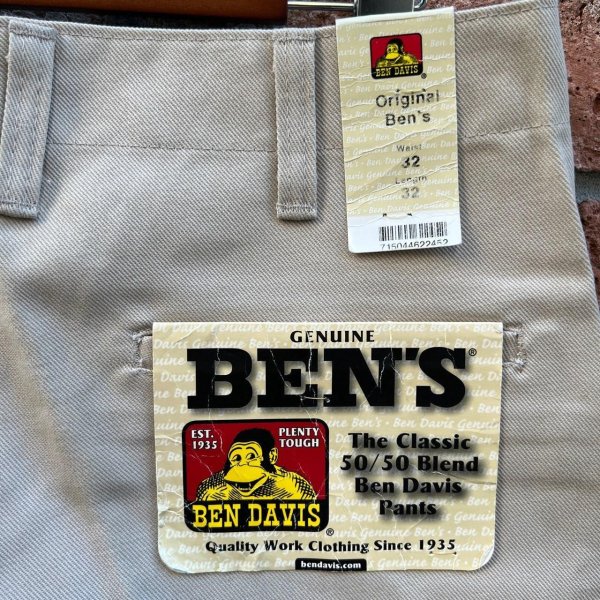 BEN DAVIS®
Original
Ben's
Waist
32
Length
32
715044622452
GENUINE
BEN'S®
EST.
1935
PLENTY
TOUGH
BEN DAVIS®
The Classic
50/50 Blend
Ben Davis
Pants
Quality Work Clothing Since 1935
bendavis.com